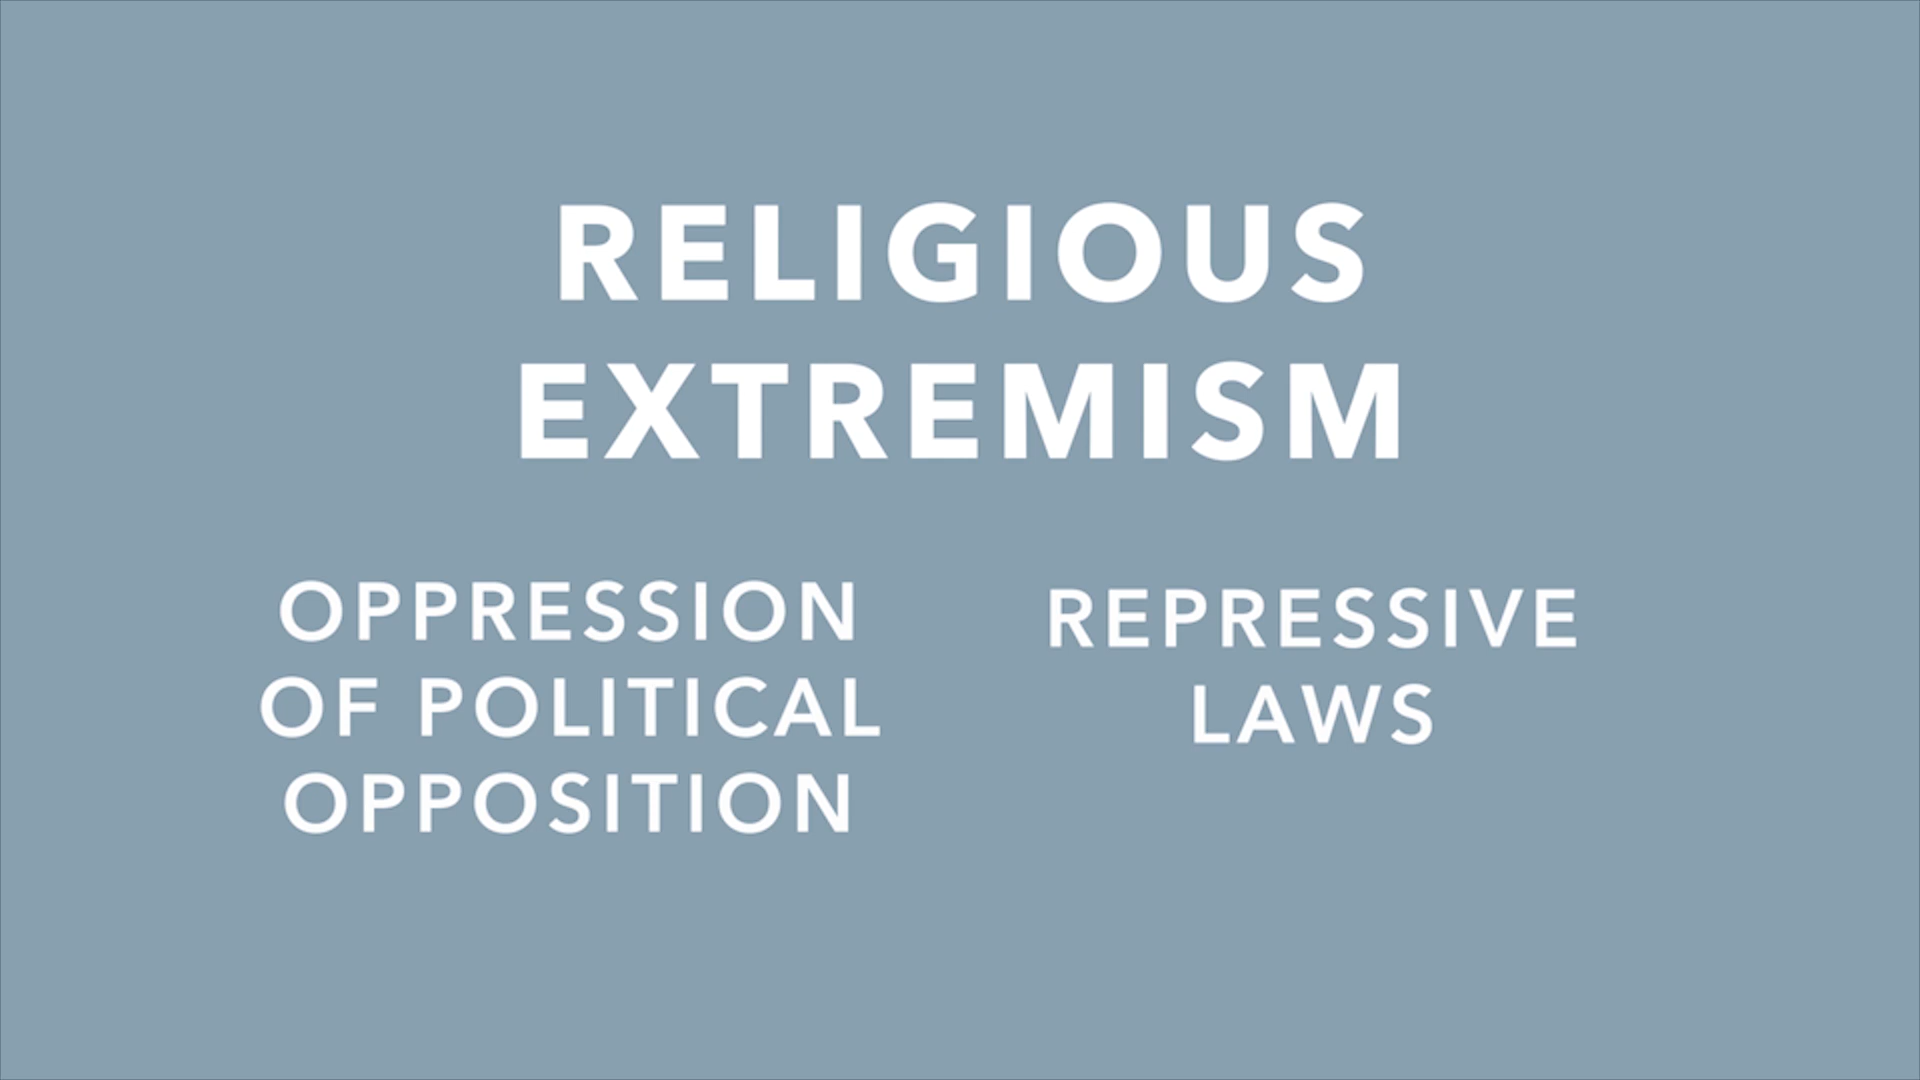 RELIGIOUS
EXTREMISM
OPPRESSION
OF POLITICAL
OPPOSITION
REPRESSIVE
LAWS